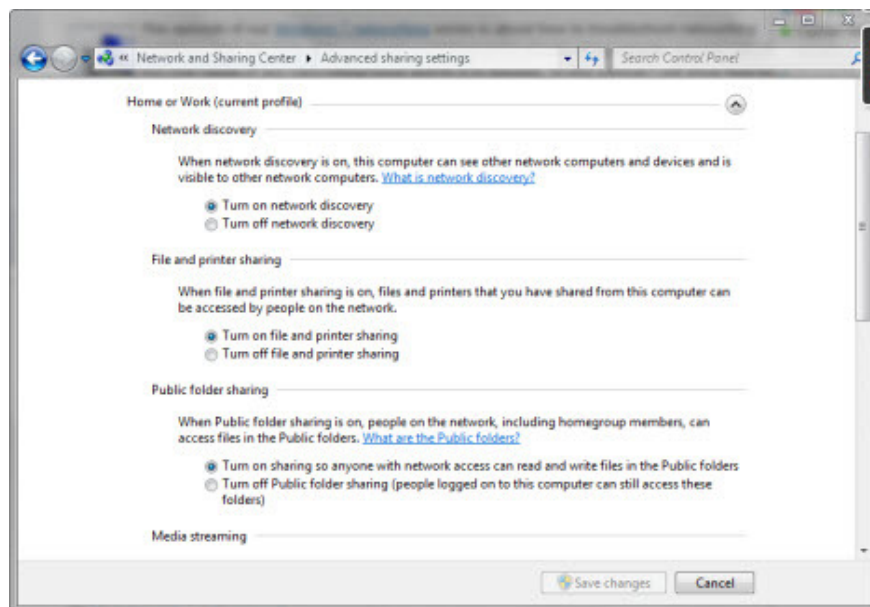 « Network and Sharing Center ▸ Advanced sharing settings
Search Control Panel
Home or Work (current profile)
Network discovery
When network discovery is on, this computer can see other network computers and devices and is
visible to other network computers. What is network discovery?
Turn on network discovery
Turn off network discovery
File and printer sharing
When file and printer sharing is on, files and printers that you have shared from this computer can
be accessed by people on the network.
Turn on file and printer sharing
Turn off file and printer sharing
Public folder sharing
When Public folder sharing is on, people on the network, including homegroup members, can
access files in the Public folders. What are the Public folders?
Turn on sharing so anyone with network access can read and write files in the Public folders
Turn off Public folder sharing (people logged on to this computer can still access these
folders)
Media streaming
Save changes
Cancel